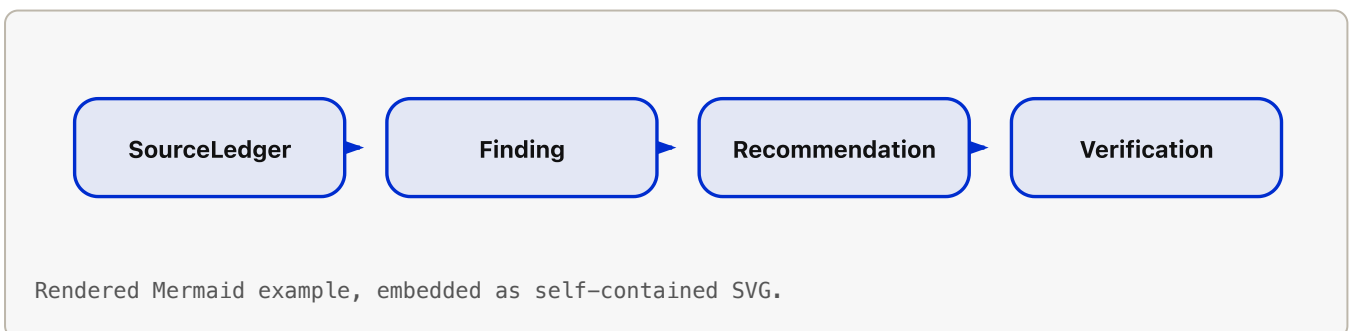 SourceLedger Finding Recommendation Verification
Rendered Mermaid example, embedded as self-contained SVG.